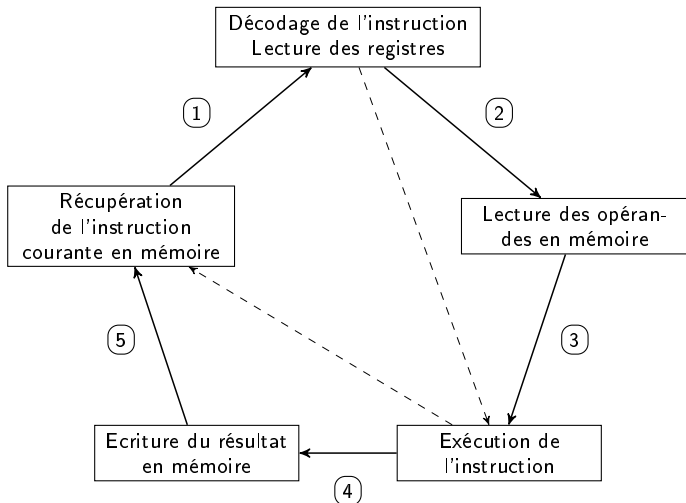 Décodage de l'instruction
Lecture des registres
1
2
Récupération
de l'instruction
courante en mémoire
Lecture des opéran-
des en mémoire
5
3
Ecriture du résultat
en mémoire
Exécution de
l'instruction
4